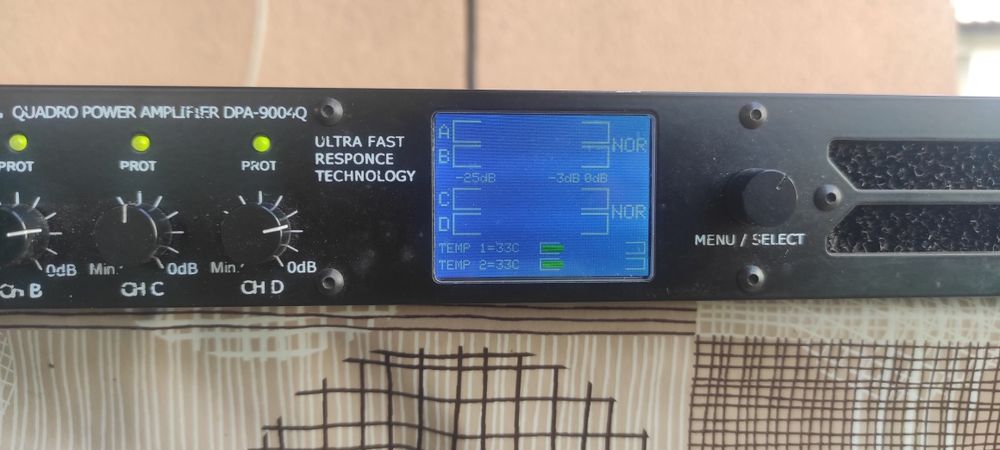 QUADRO POWER AMPLIFIER DPA-9004Q
PROT
PROT
PROT
ULTRA FAST
RESPONCE
TECHNOLOGY
0dB
Min.
0dB
Min.
0dB
Ch B
CH C
CH D
A
B
NOR
-25dB -3dB 0dB
C
D
NOR
TEMP 1=33C
TEMP 2=33C
MENU / SELECT